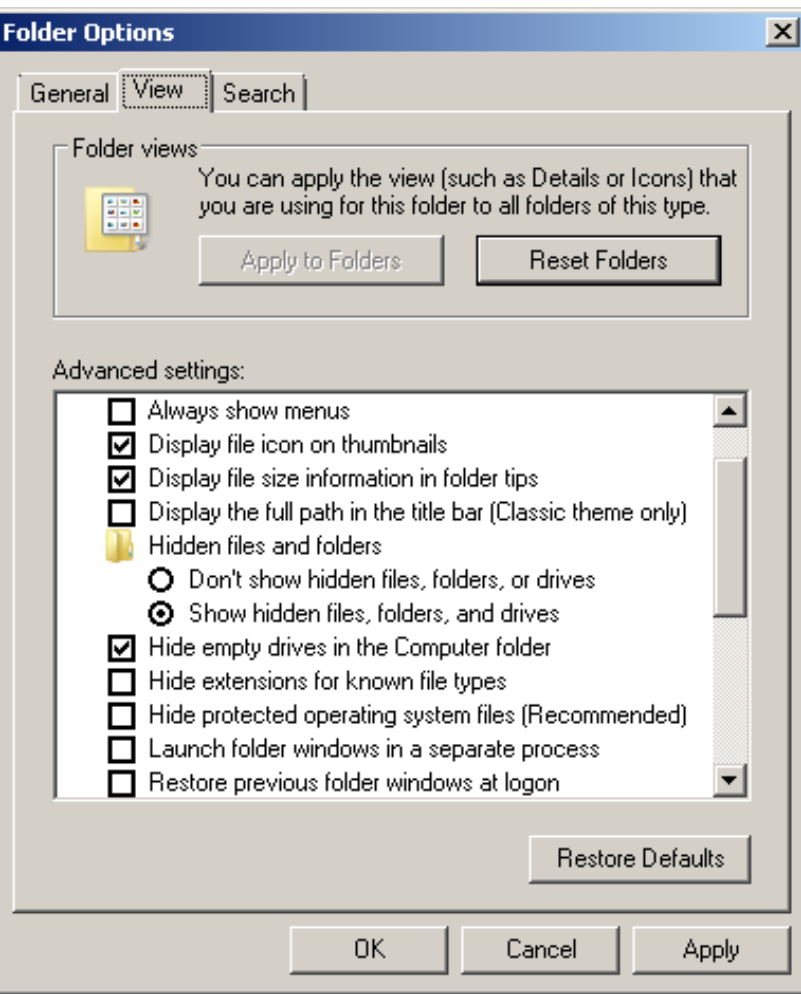 Folder Options
General View Search
Folder views
You can apply the view (such as Details or Icons) that
you are using for this folder to all folders of this type.
Apply to Folders Reset Folders
Advanced settings:
Always show menus
Display file icon on thumbnails
Display file size information in folder tips
Display the full path in the title bar (Classic theme only)
Hidden files and folders
Don't show hidden files, folders, or drives
Show hidden files, folders, and drives
Hide empty drives in the Computer folder
Hide extensions for known file types
Hide protected operating system files (Recommended)
Launch folder windows in a separate process
Restore previous folder windows at logon
Restore Defaults
OK Cancel Apply